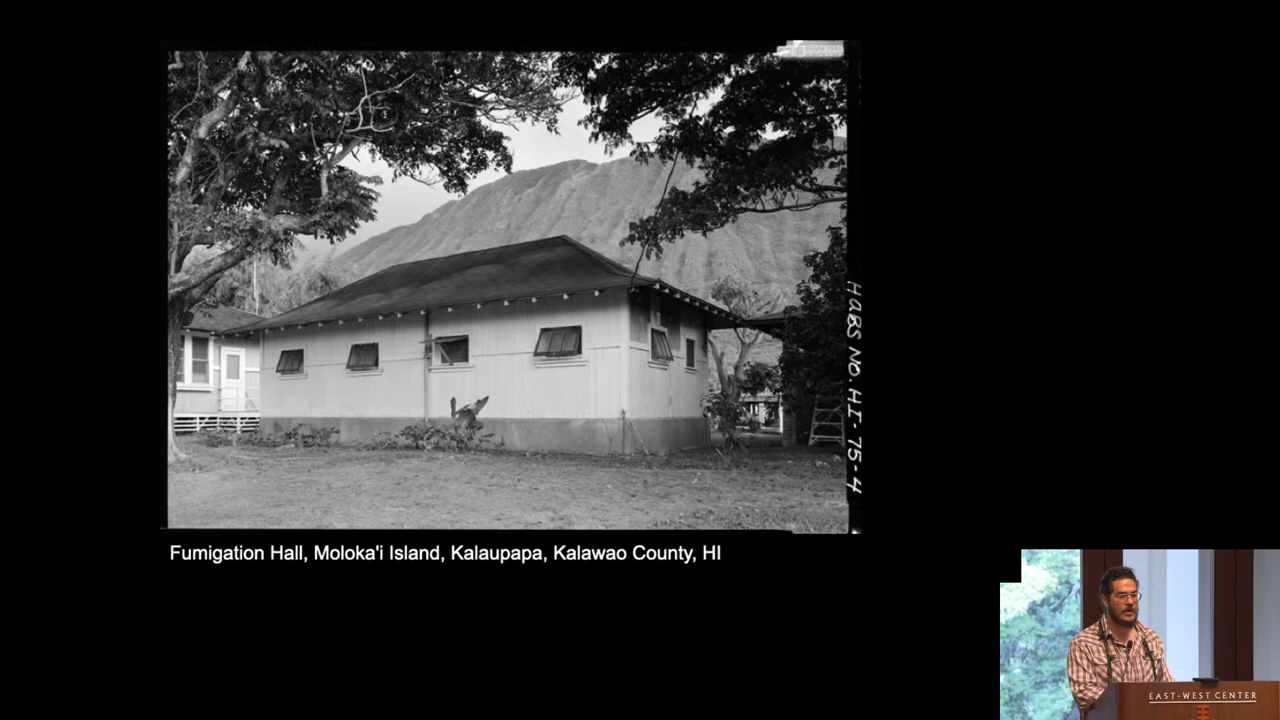 HABS NO. HI-75-4
Fumigation Hall, Moloka'i Island, Kalaupapa, Kalawao County, HI
EAST-WEST CENTER